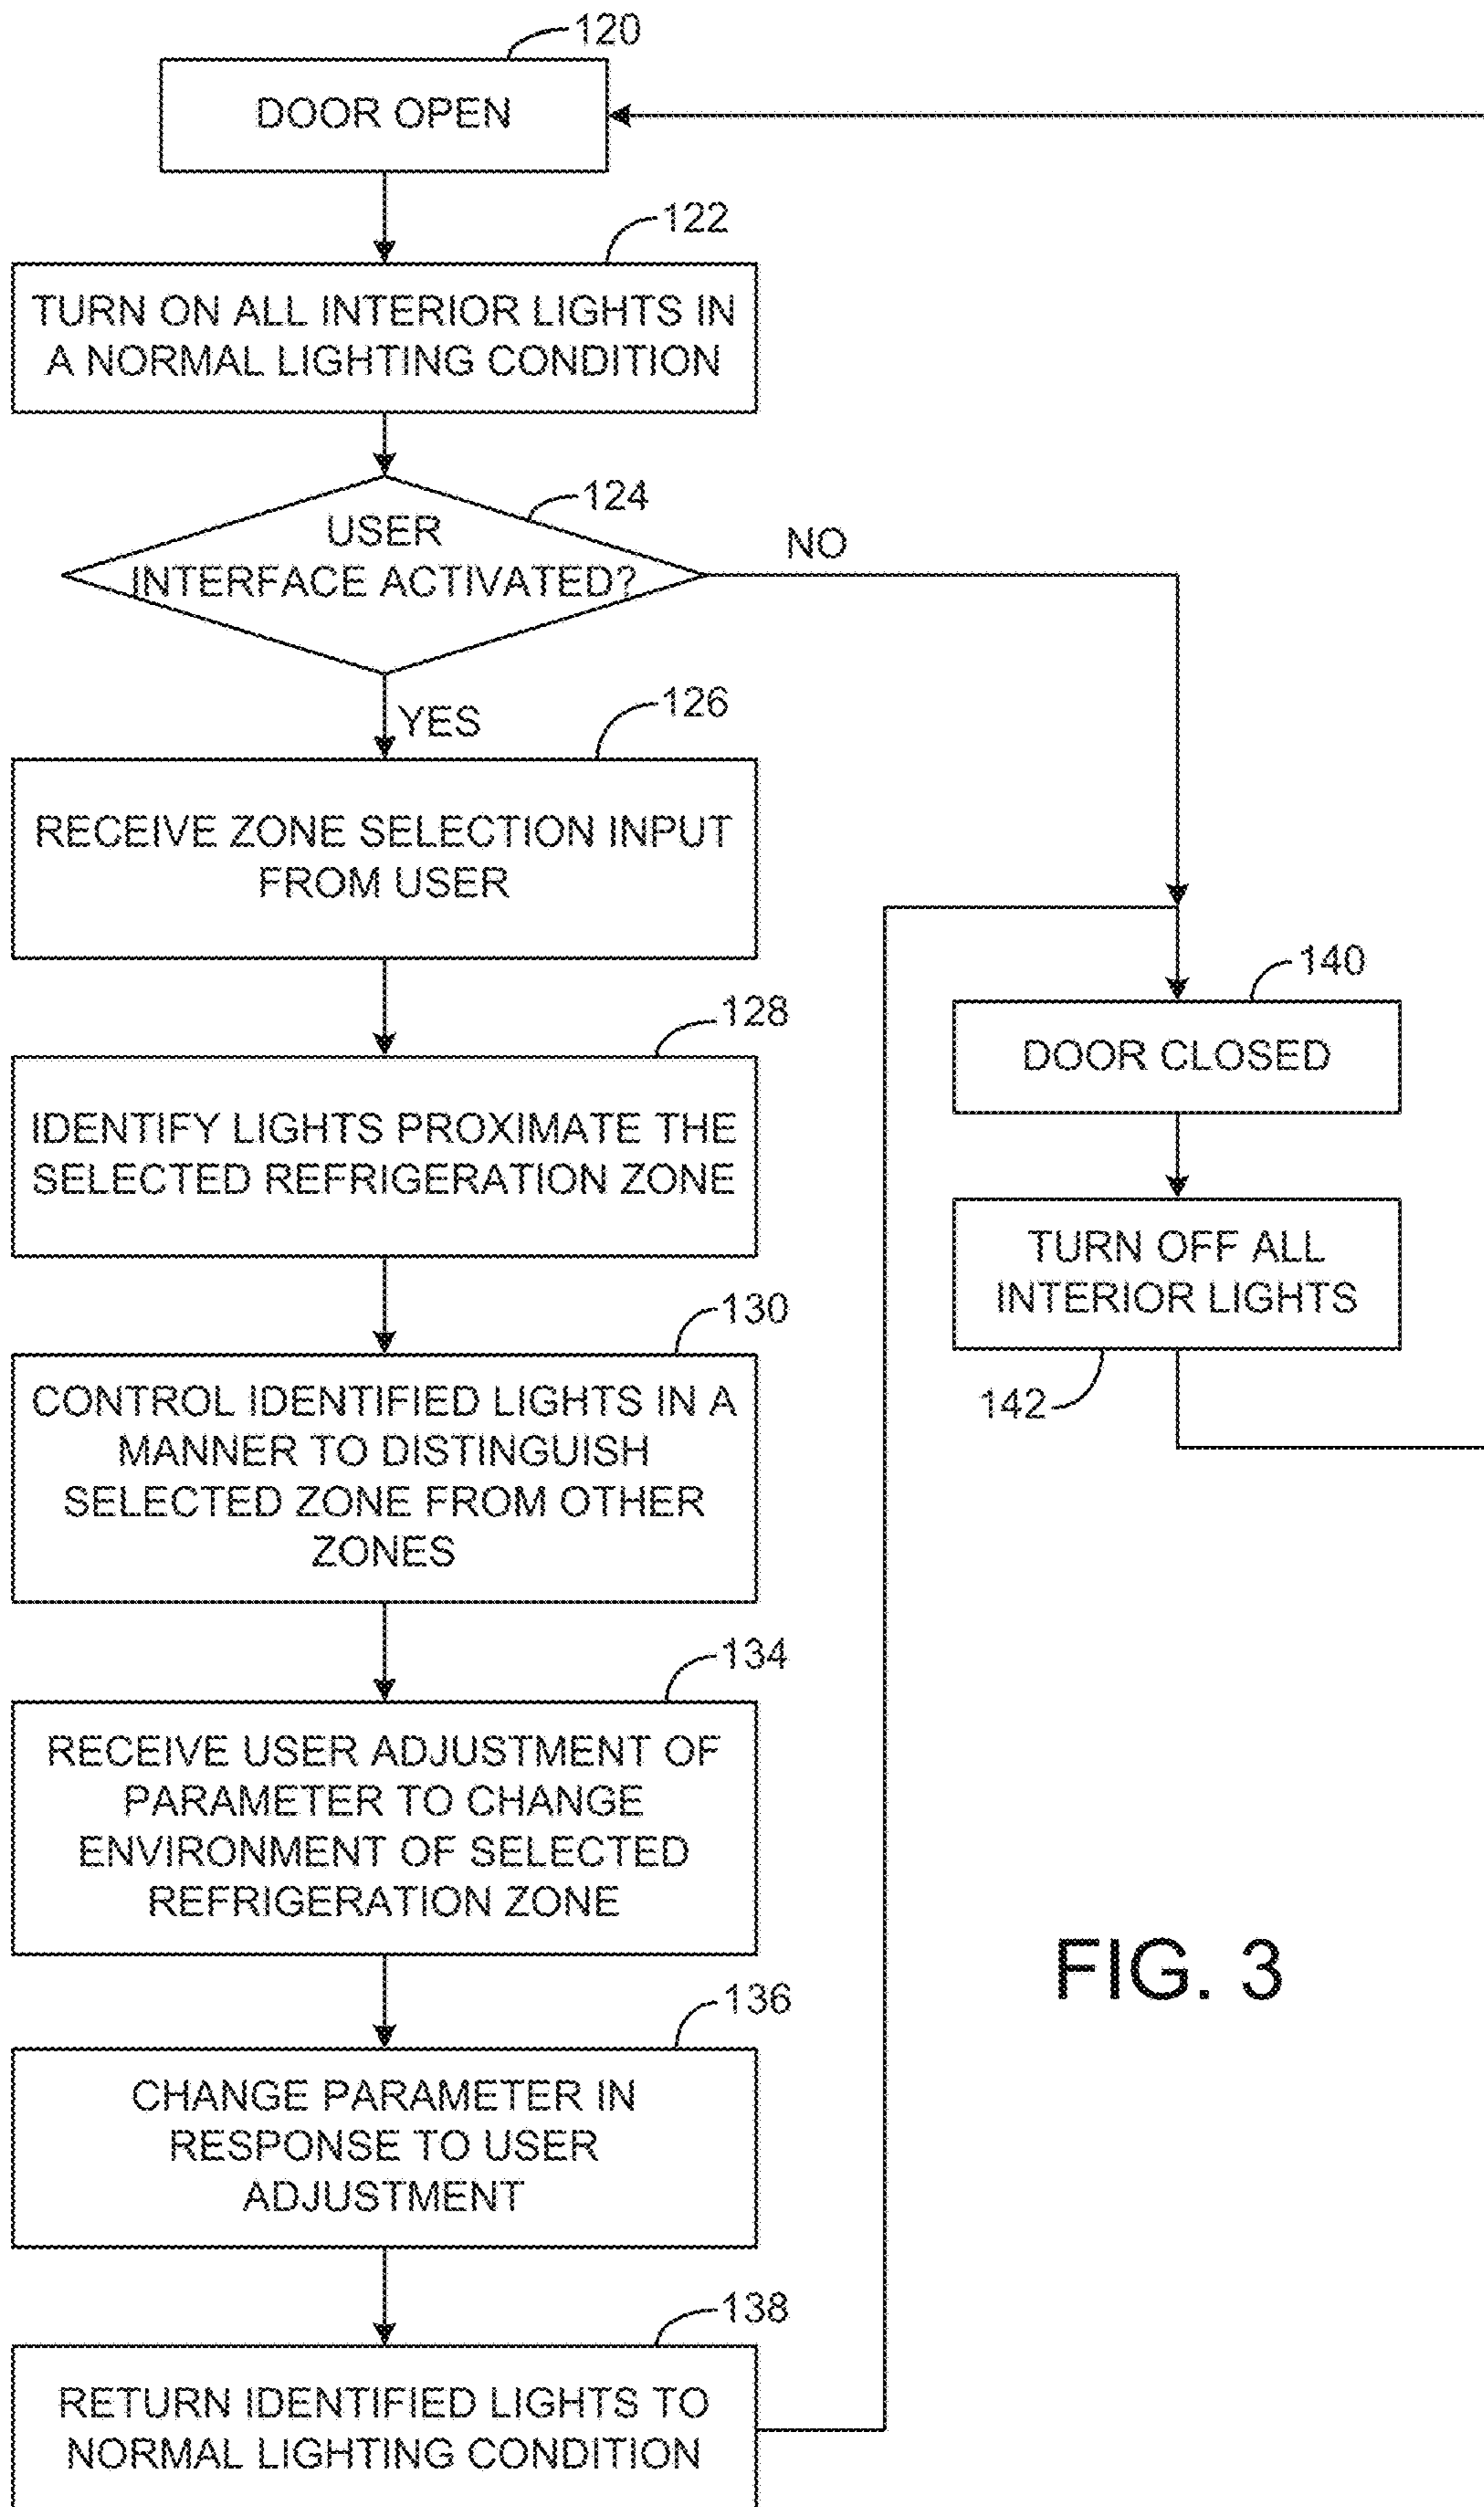 120
DOOR OPEN
122
TURN ON ALL INTERIOR LIGHTS IN
A NORMAL LIGHTING CONDITION
124
USER
INTERFACE ACTIVATED?
NO
YES
126
RECEIVE ZONE SELECTION INPUT
FROM USER
128
IDENTIFY LIGHTS PROXIMATE THE
SELECTED REFRIGERATION ZONE
130
CONTROL IDENTIFIED LIGHTS IN A
MANNER TO DISTINGUISH
SELECTED ZONE FROM OTHER
ZONES
134
RECEIVE USER ADJUSTMENT OF
PARAMETER TO CHANGE
ENVIRONMENT OF SELECTED
REFRIGERATION ZONE
136
CHANGE PARAMETER IN
RESPONSE TO USER
ADJUSTMENT
138
RETURN IDENTIFIED LIGHTS TO
NORMAL LIGHTING CONDITION
140
DOOR CLOSED
TURN OFF ALL
INTERIOR LIGHTS
142
FIG. 3